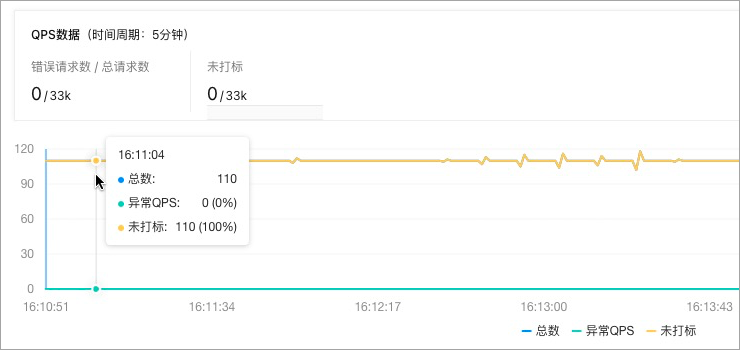 QPS数据（时间周期：5分钟）
错误请求数 / 总请求数
未打标
0 / 33k
0 / 33k
120
90
60
30
0
16:11:04
总数: 110
异常QPS: 0 (0%)
未打标: 110 (100%)
16:10:51 16:11:34 16:12:17 16:13:00 16:13:43
总数 异常QPS 未打标